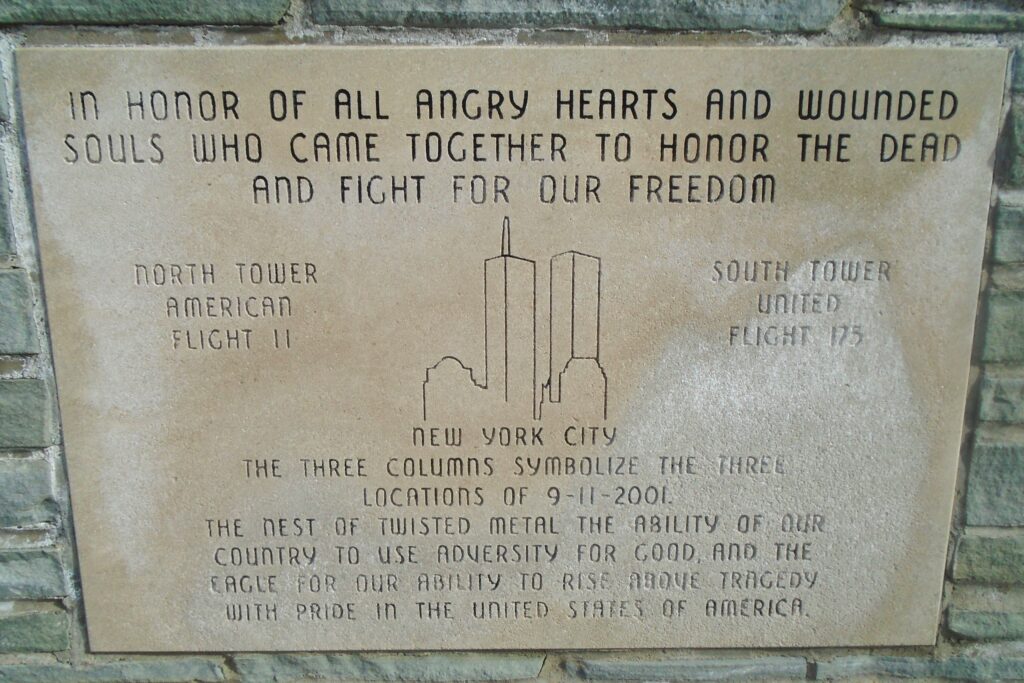 IN HONOR OF ALL ANGRY HEARTS AND WOUNDED
SOULS WHO CAME TOGETHER TO HONOR THE DEAD
AND FIGHT FOR OUR FREEDOM
NORTH TOWER
AMERICAN
FLIGHT 11
SOUTH TOWER
UNITED
FLIGHT 175
NEW YORK CITY
THE THREE COLUMNS SYMBOLIZE THE THREE
LOCATIONS OF 9-11-2001.
THE NEST OF TWISTED METAL THE ABILITY OF OUR
COUNTRY TO USE ADVERSITY FOR GOOD, AND THE
EAGLE FOR OUR ABILITY TO RISE ABOVE TRAGEDY
WITH PRIDE IN THE UNITED STATES OF AMERICA.